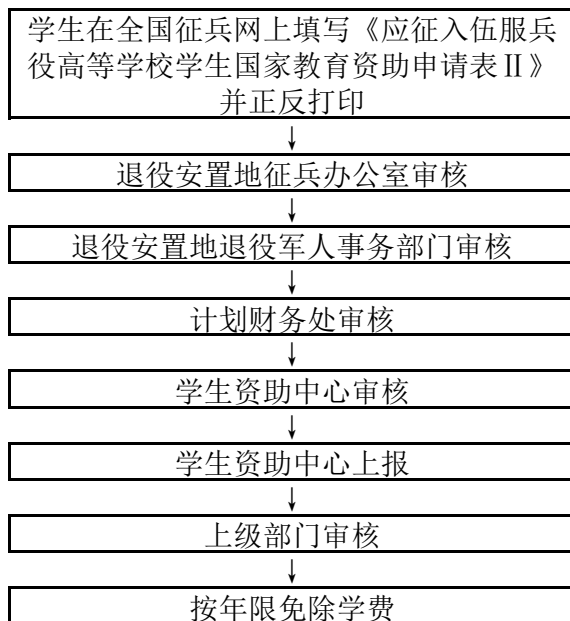 学生在全国征兵网上填写《应征入伍服兵
役高等学校学生国家教育资助申请表Ⅱ》
并正反打印
退役安置地征兵办公室审核
退役安置地退役军人事务部门审核
计划财务处审核
学生资助中心审核
学生资助中心上报
上级部门审核
按年限免除学费